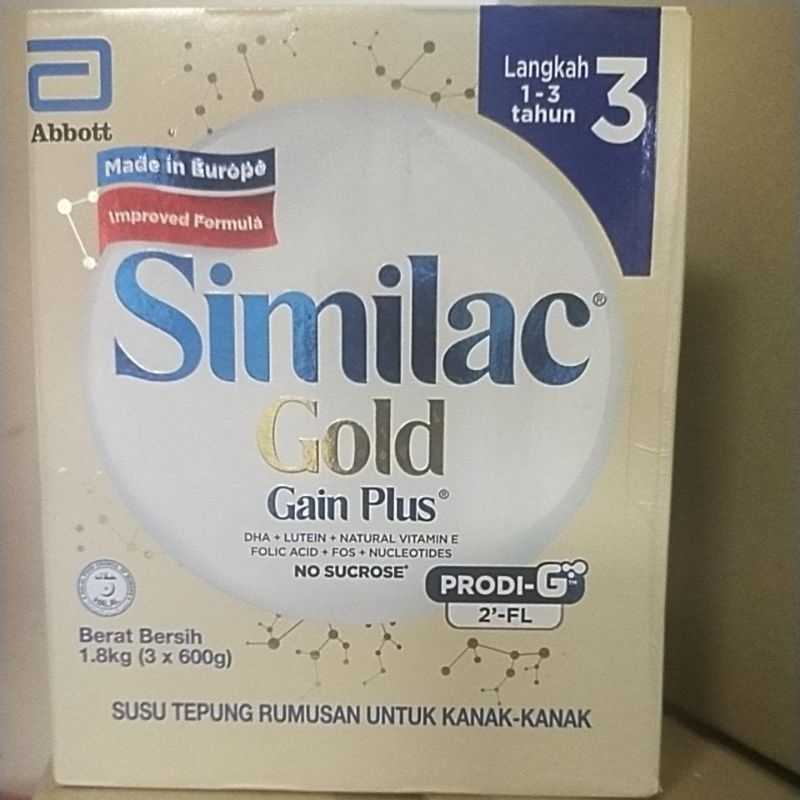 Abbott
Langkah 3
1-3
tahun
Made in Europe
Improved Formula
Similac®
Gold
Gain Plus®
DHA + LUTEIN + NATURAL VITAMIN E
FOLIC ACID + FOS + NUCLEOTIDES
NO SUCROSE*
PRODI-G™
2'-FL
HALAL
Berat Bersih
1.8kg (3 x 600g)
SUSU TEPUNG RUMUSAN UNTUK KANAK-KANAK